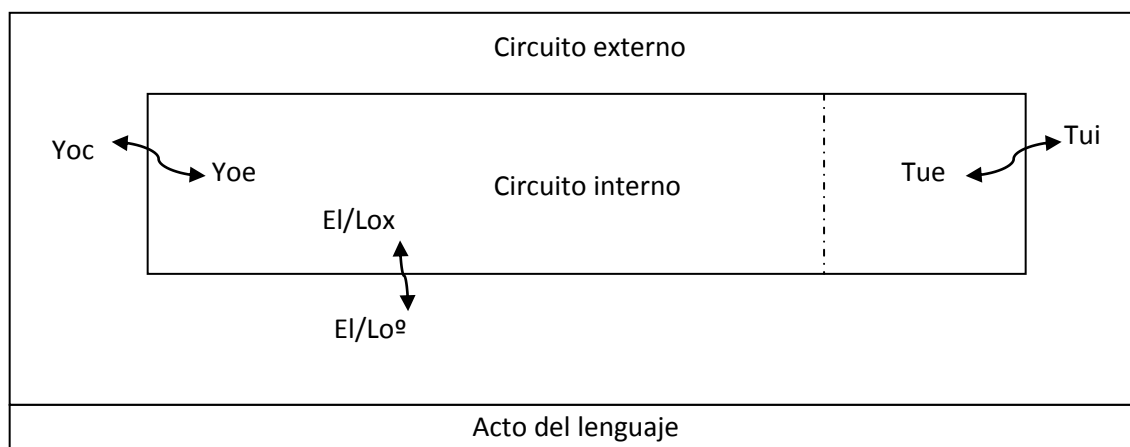 Circuito externo
Yoc
Tui
Yoe
Circuito interno
Tue
El/Lox
El/Loº
Acto del lenguaje